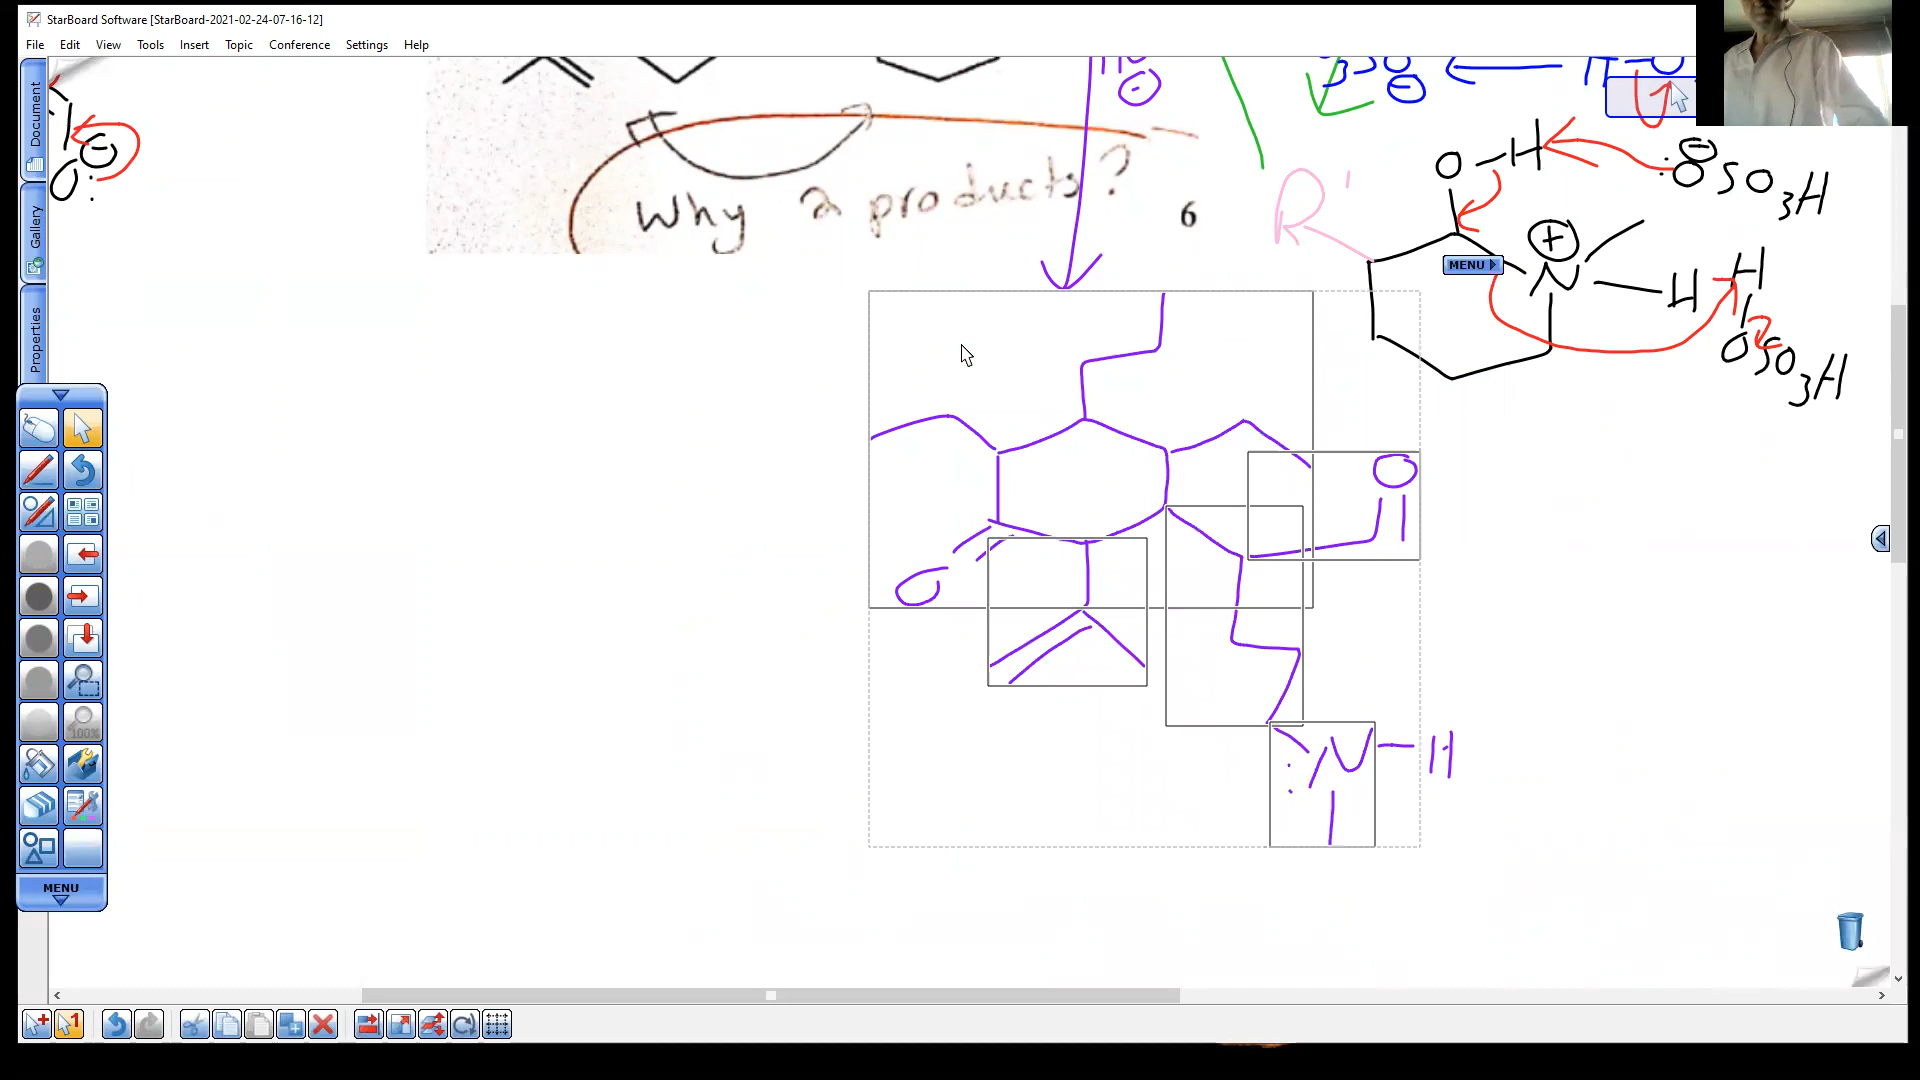 StarBoard Software [StarBoard-2021-02-24-07-16-12]
File Edit View Tools Insert Topic Conference Settings Help
Document
Gallery
Properties
MENU
100%
Why 2 products?
6
R'
O-H
:O SO3H
MENU
N
H
H
OSO3H
O:
O
O
:N-H